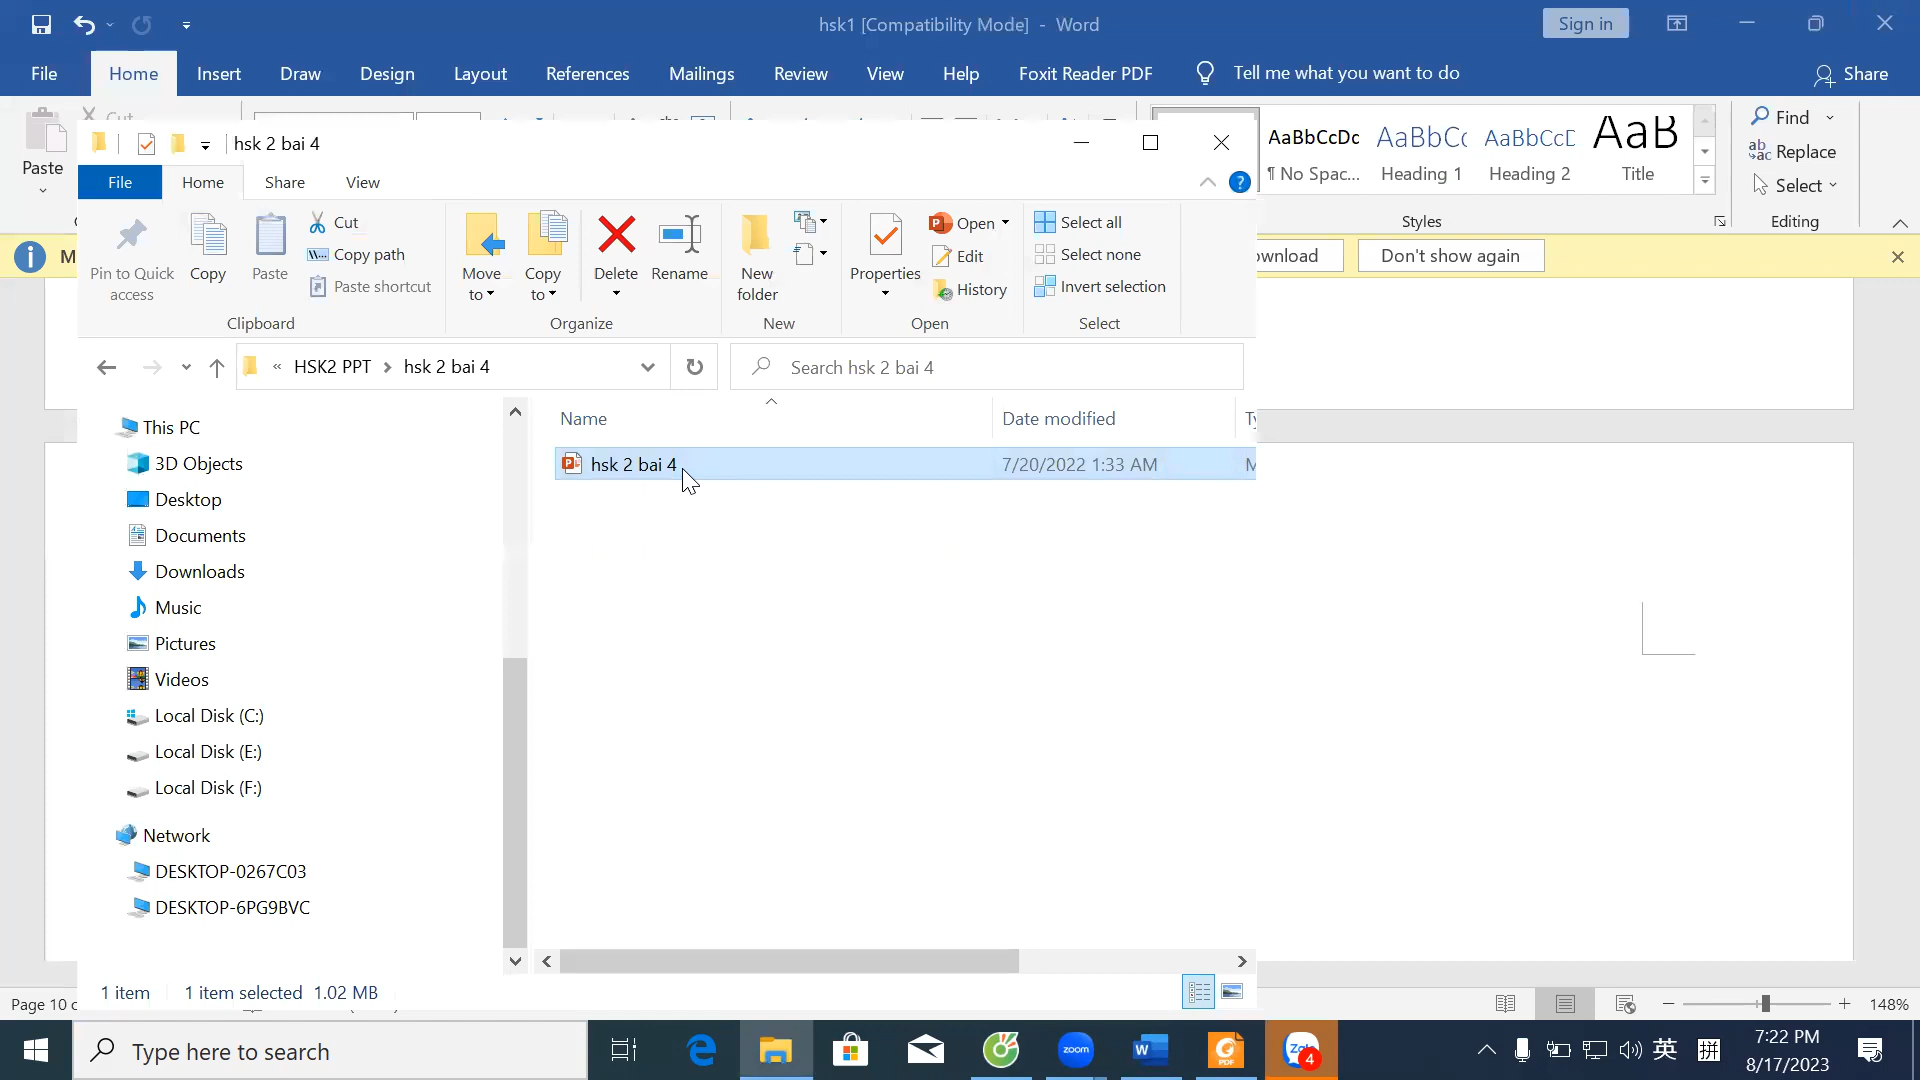 hsk1 [Compatibility Mode] - Word
Sign in
File Home Insert Draw Design Layout References Mailings Review View Help Foxit Reader PDF Tell me what you want to do Share
Cut
Paste
AaBbCcDc AaBbC AaBbCcD AaB
¶ No Spac... Heading 1 Heading 2 Title
Styles
Find
Replace
Select
Editing
Don't show again
hsk 2 bai 4
File Home Share View
Pin to Quick access
Copy
Paste
Cut
Copy path
Paste shortcut
Clipboard
Move to
Copy to
Delete
Rename
Organize
New folder
New
Properties
Open
Edit
History
Open
Select all
Select none
Invert selection
Select
« HSK2 PPT > hsk 2 bai 4
Search hsk 2 bai 4
This PC
3D Objects
Desktop
Documents
Downloads
Music
Pictures
Videos
Local Disk (C:)
Local Disk (E:)
Local Disk (F:)
Network
DESKTOP-0267C03
DESKTOP-6PG9BVC
Name Date modified
hsk 2 bai 4 7/20/2022 1:33 AM
1 item 1 item selected 1.02 MB
Page 10
148%
Type here to search
zoom
PDF
Zalo
4
英
拼
7:22 PM
8/17/2023